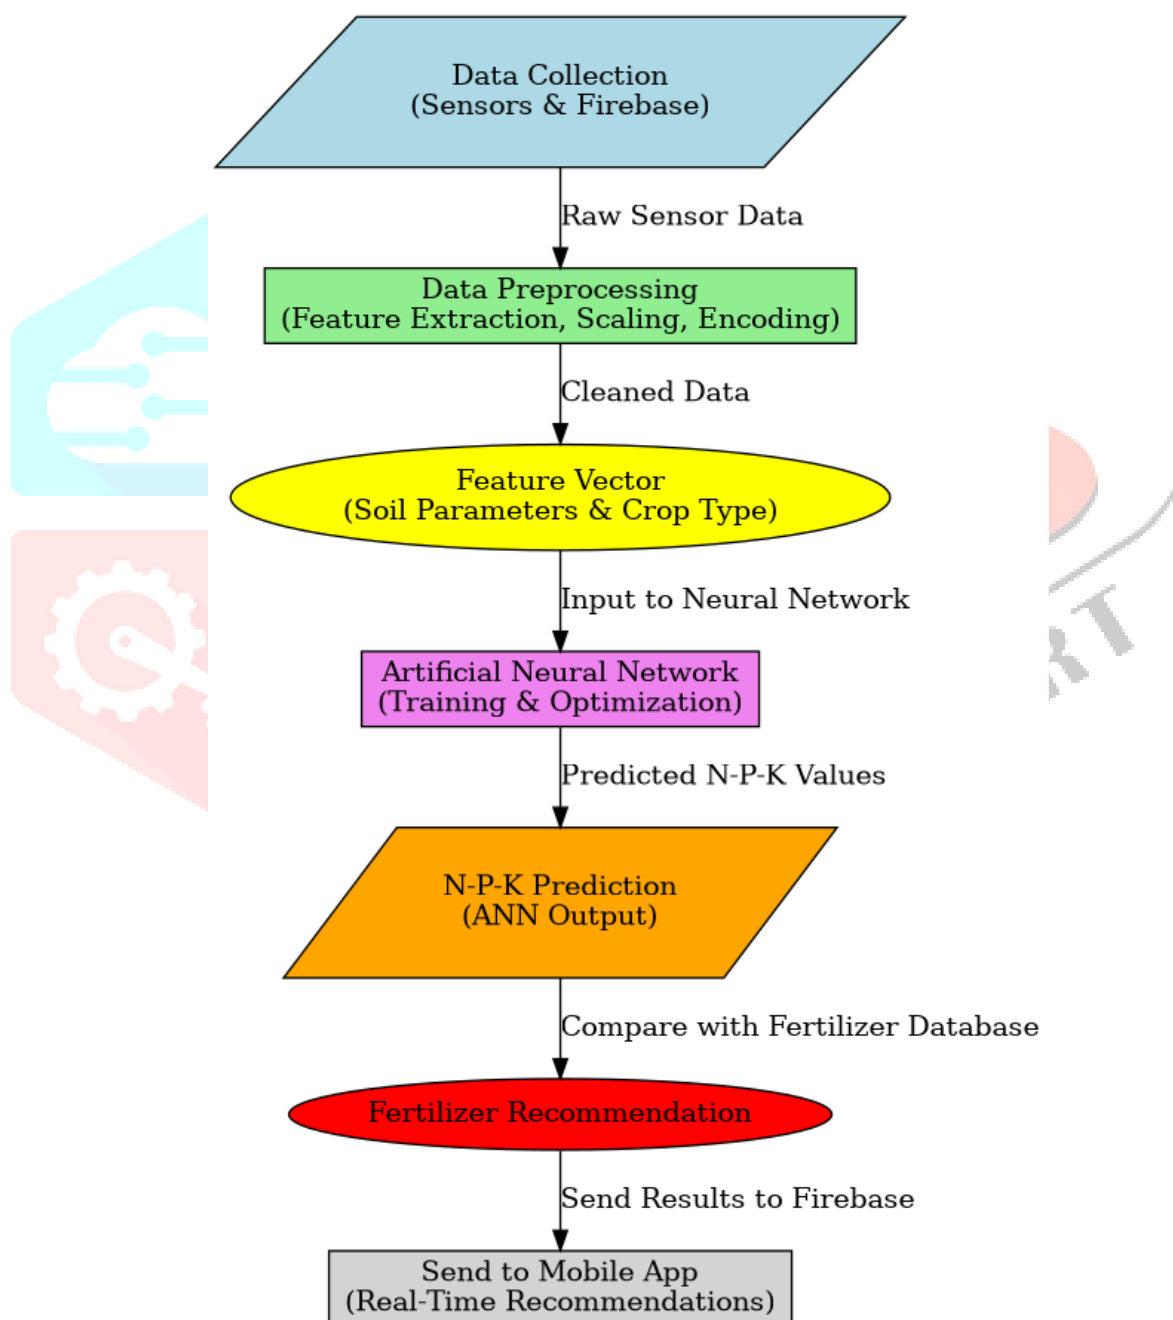 Data Collection
(Sensors & Firebase)
Raw Sensor Data
Data Preprocessing
(Feature Extraction, Scaling, Encoding)
Cleaned Data
Feature Vector
(Soil Parameters & Crop Type)
Input to Neural Network
Artificial Neural Network
(Training & Optimization)
Predicted N-P-K Values
N-P-K Prediction
(ANN Output)
Compare with Fertilizer Database
Fertilizer Recommendation
Send Results to Firebase
Send to Mobile App
(Real-Time Recommendations)